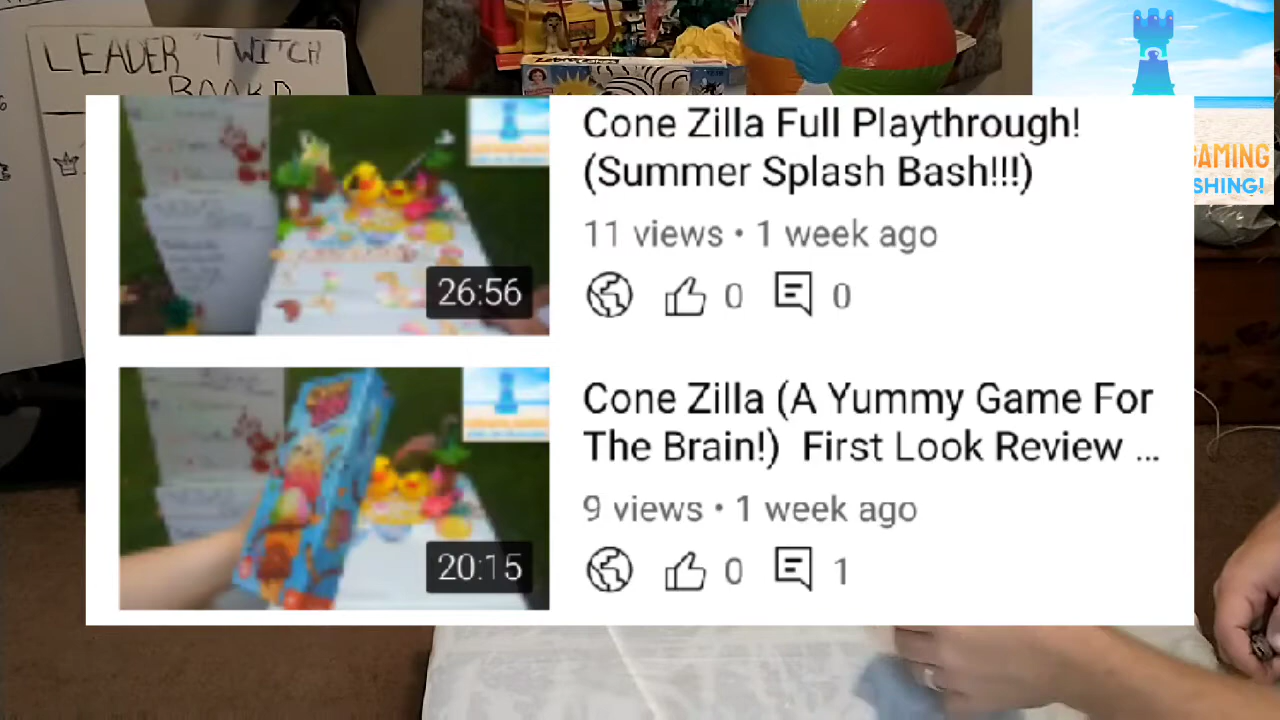 LEADER "TWITCH
BOARD
Zebra Cakes
Cone Zilla Full Playthrough!
(Summer Splash Bash!!!)
11 views • 1 week ago
0
0
26:56
GAMING
SHING!
Cone Zilla (A Yummy Game For
The Brain!) First Look Review ...
9 views • 1 week ago
0
1
20:15